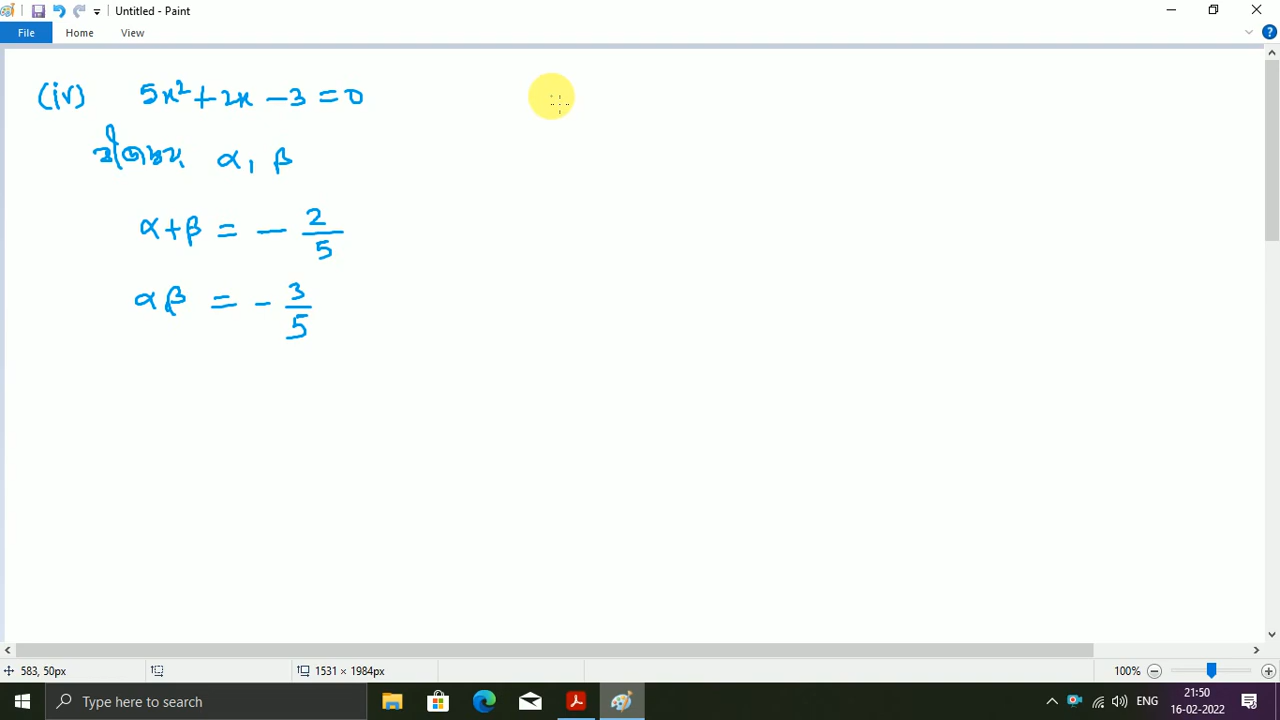 Untitled - Paint
File Home View
(iv) 5x² + 2x - 3 = 0
α, β
α + β = - 2/5
αβ = - 3/5
583, 50px 1531 × 1984px 100%
Type here to search ENG 21:50
16-02-2022